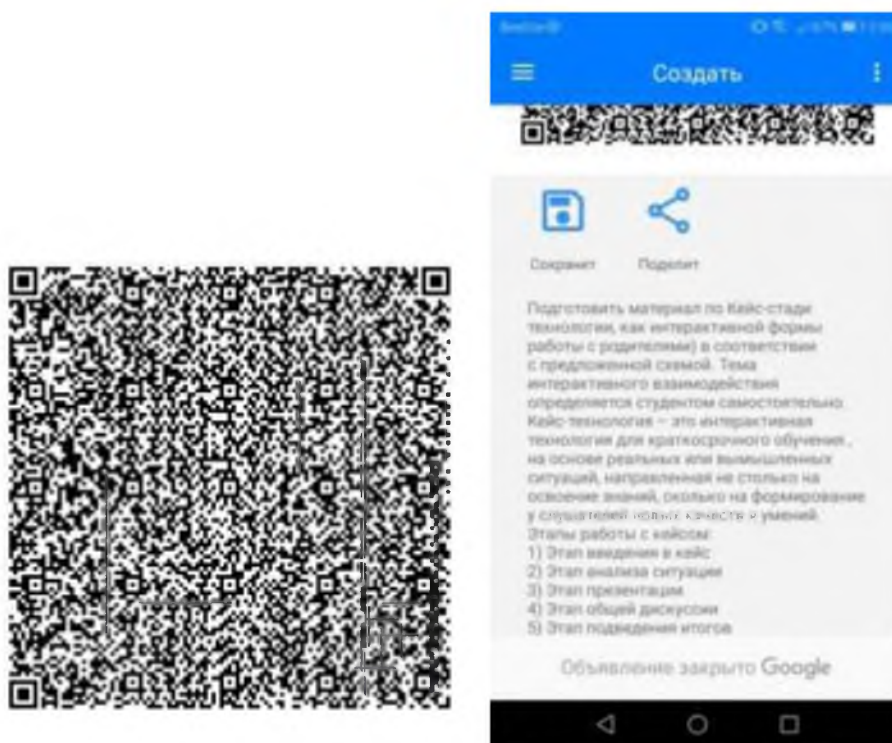 Создать
Сохранит
Поделит
Подготовить материал по Кейс-стади
технологии, как интерактивной формы
работы с родителями) в соответствии
с предложенной схемой. Тема
интерактивного взаимодействия
определяется студентом самостоятельно.
Кейс-технология – это интерактивная
технология для краткосрочного обучения ,
на основе реальных или вымышленных
ситуаций, направленная не столько на
освоение знаний, сколько на формирование
у слушателей новых качеств и умений.
Этапы работы с кейсом:
1) Этап введения в кейс
2) Этап анализа ситуации
3) Этап презентации
4) Этап общей дискуссии
5) Этап подведения итогов
Объявление закрыто Google